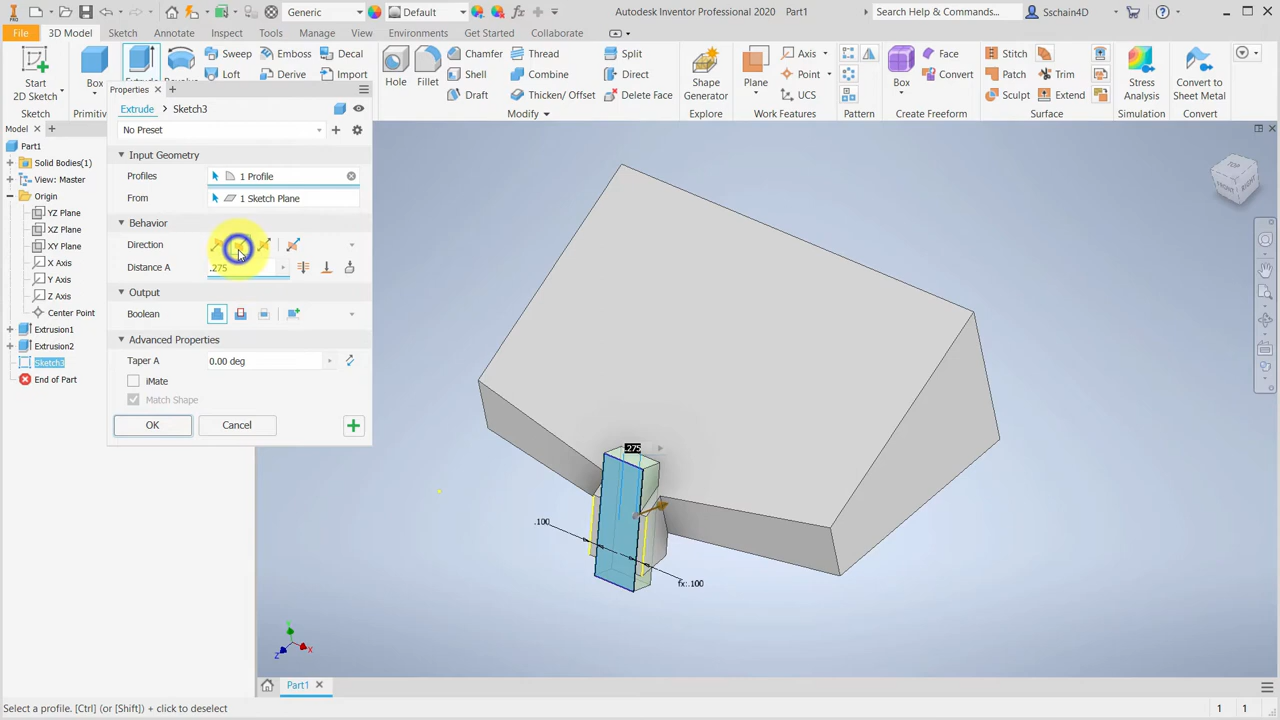 Generic
Default
Autodesk Inventor Professional 2020 Part1
Search Help & Commands...
Sschain4D
File
3D Model
Sketch
Annotate
Inspect
Tools
Manage
View
Environments
Get Started
Collaborate
Sweep
Emboss
Decal
Chamfer
Thread
Split
Axis
Face
Stitch
Loft
Derive
Import
Shell
Combine
Direct
Point
Convert
Patch
Trim
Draft
Thicken/ Offset
Delete Face
UCS
Sculpt
Extend
Start
2D Sketch
Box
Hole
Fillet
Shape
Generator
Plane
Box
Stress
Analysis
Convert to
Sheet Metal
Sketch
Modify
Explore
Work Features
Pattern
Create Freeform
Surface
Simulation
Convert
Properties
Extrude
Sketch3
No Preset
Input Geometry
Profiles
1 Profile
From
1 Sketch Plane
Behavior
Direction
Distance A
.275
Output
Boolean
Advanced Properties
Taper A
0.00 deg
iMate
Match Shape
OK
Cancel
Model
Part1
Solid Bodies(1)
View: Master
Origin
YZ Plane
XZ Plane
XY Plane
X Axis
Y Axis
Z Axis
Center Point
Extrusion1
Extrusion2
Sketch3
End of Part
TOP
FRONT
RIGHT
.275
.100
fx:.100
Y
X
Z
Part1
Select a profile. [Ctrl] (or [Shift]) + click to deselect
1
1